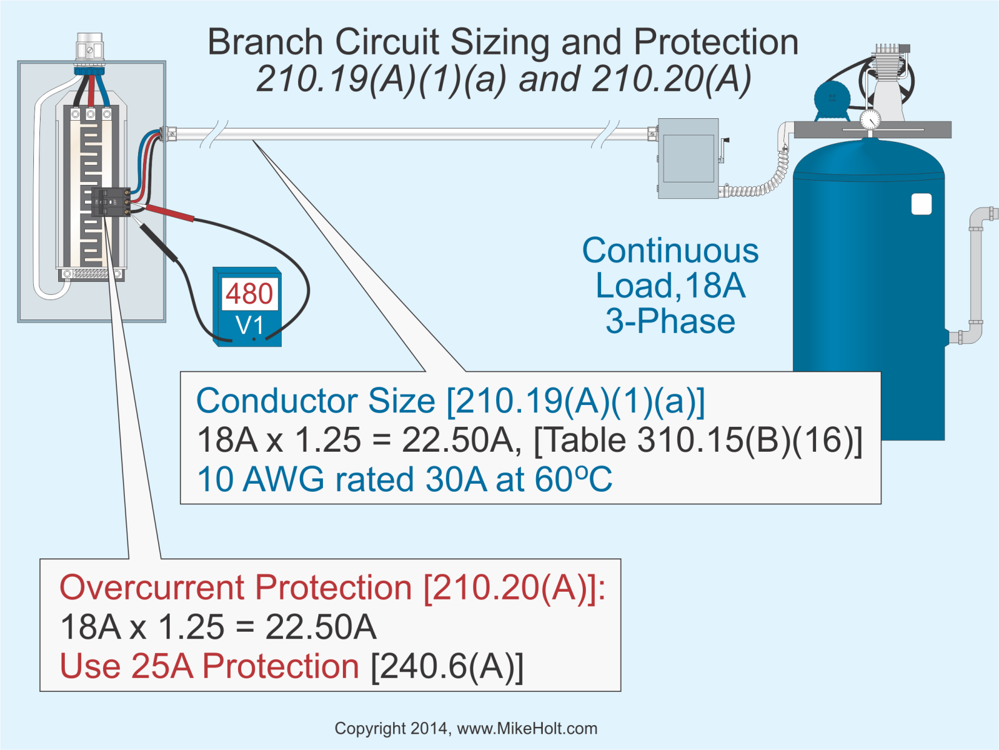 Branch Circuit Sizing and Protection
210.19(A)(1)(a) and 210.20(A)
480
V1
Continuous
Load,18A
3-Phase
Conductor Size [210.19(A)(1)(a)]
18A x 1.25 = 22.50A, [Table 310.15(B)(16)]
10 AWG rated 30A at 60ºC
Overcurrent Protection [210.20(A)]:
18A x 1.25 = 22.50A
Use 25A Protection [240.6(A)]
Copyright 2014, www.MikeHolt.com